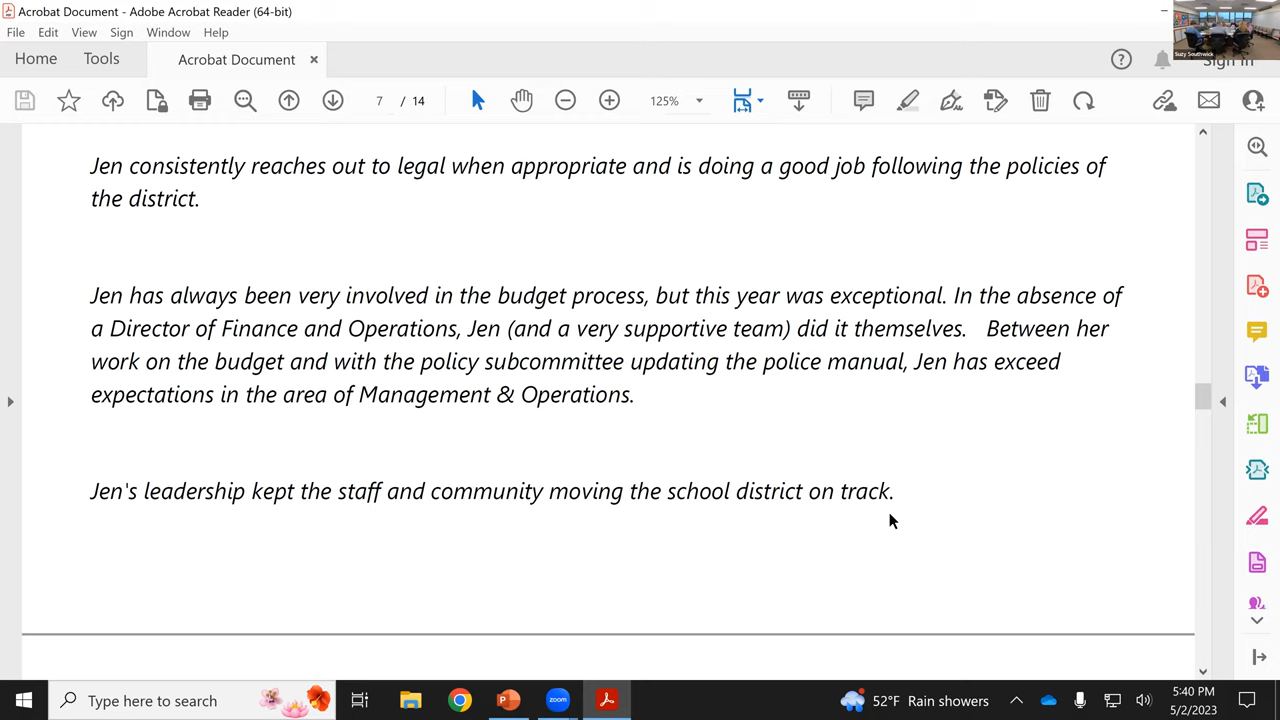 Acrobat Document - Adobe Acrobat Reader (64-bit)
File Edit View Sign Window Help
Home Tools Acrobat Document
Sign In
Suzy Southwick
7 / 14 125%
Jen consistently reaches out to legal when appropriate and is doing a good job following the policies of
the district.
Jen has always been very involved in the budget process, but this year was exceptional. In the absence of
a Director of Finance and Operations, Jen (and a very supportive team) did it themselves. Between her
work on the budget and with the policy subcommittee updating the police manual, Jen has exceed
expectations in the area of Management & Operations.
Jen's leadership kept the staff and community moving the school district on track.
Type here to search
zoom
52°F Rain showers
5:40 PM
5/2/2023